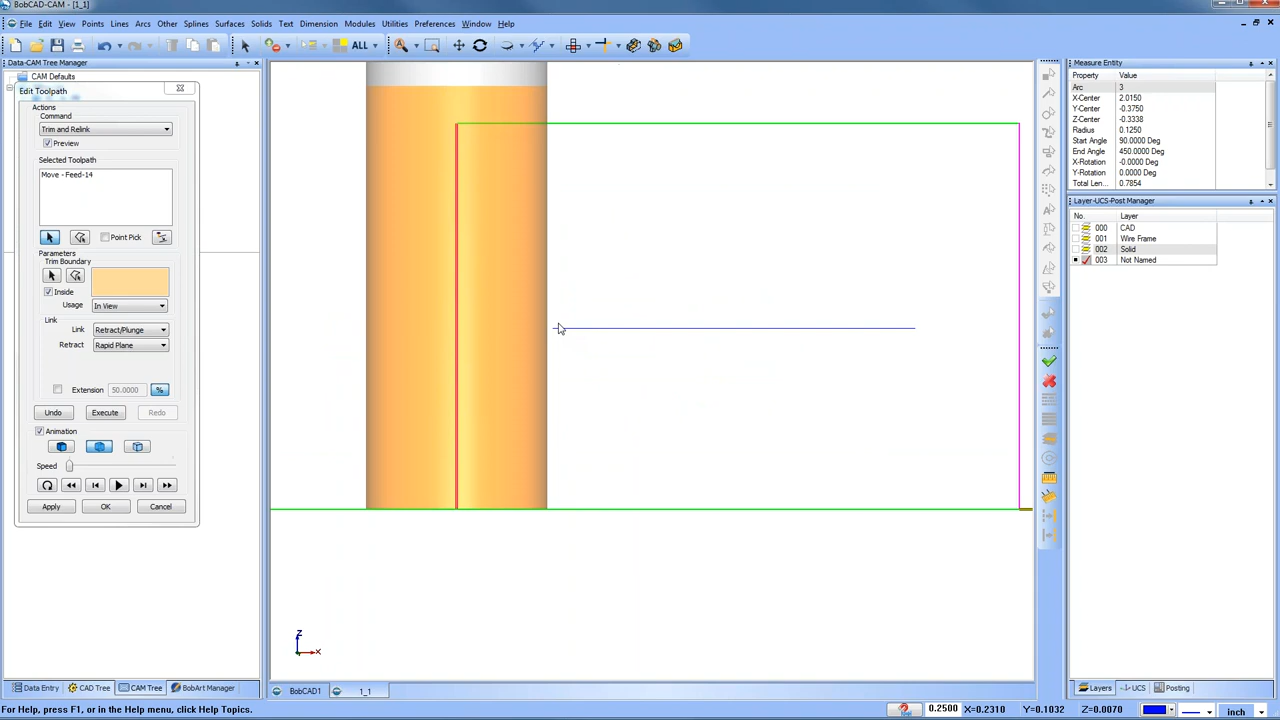 BobCAD-CAM - [1_1]
File Edit View Points Lines Arcs Other Splines Surfaces Solids Text Dimension Modules Utilities Preferences Window Help
ALL
Data-CAM Tree Manager
CAM Defaults
Edit Toolpath
Actions
Command
Trim and Relink
Preview
Selected Toolpath
Move - Feed-14
Point Pick
Parameters
Trim Boundary
Inside
Usage In View
Link
Link Retract/Plunge
Retract Rapid Plane
Extension 50.0000 %
Undo Execute Redo
Animation
Speed
Apply OK Cancel
Z
X
Measure Entity
Property Value
Arc 3
X-Center 2.0150
Y-Center -0.3750
Z-Center -0.3338
Radius 0.1250
Start Angle 90.0000 Deg
End Angle 450.0000 Deg
X-Rotation -0.0000 Deg
Y-Rotation 0.0000 Deg
Total Len... 0.7854
Layer-UCS-Post Manager
No. Layer
000 CAD
001 Wire Frame
002 Solid
003 Not Named
Data Entry CAD Tree CAM Tree BobArt Manager
BobCAD1 1_1
Layers UCS Posting
For Help, press F1, or in the Help menu, click Help Topics.
0.2500 X=0.2310 Y=0.1032 Z=0.0070 inch